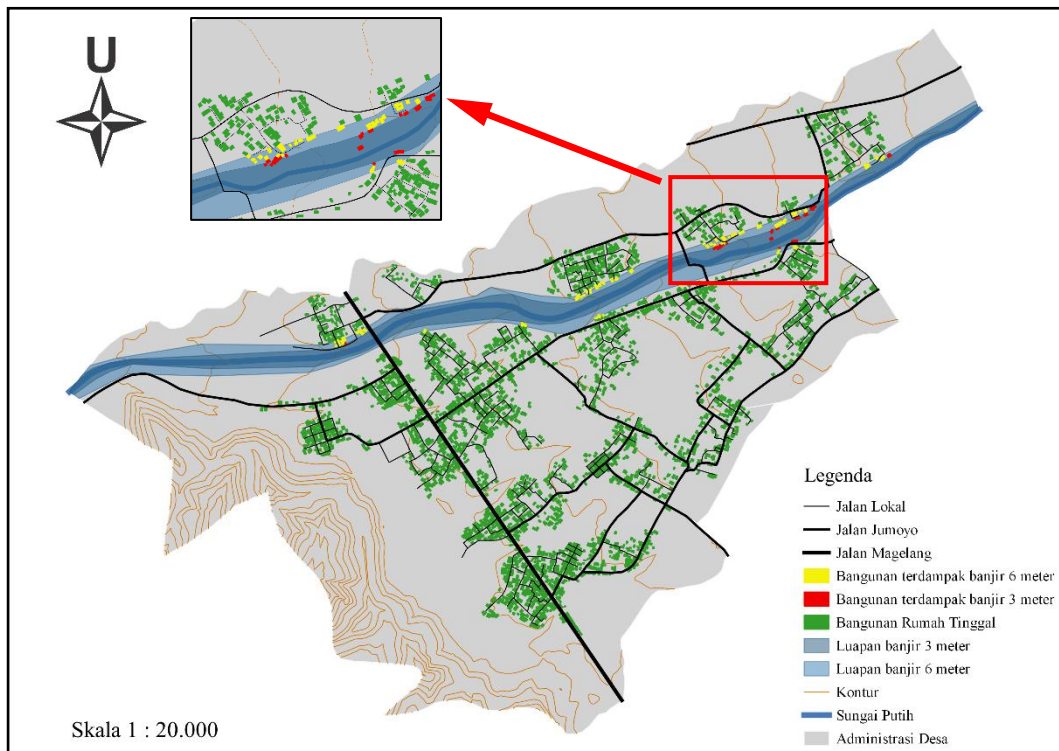 U
Legenda
Jalan Lokal
Jalan Jumoyo
Jalan Magelang
Bangunan terdampak banjir 6 meter
Bangunan terdampak banjir 3 meter
Bangunan Rumah Tinggal
Luapan banjir 3 meter
Luapan banjir 6 meter
Kontur
Sungai Putih
Administrasi Desa
Skala 1 : 20.000